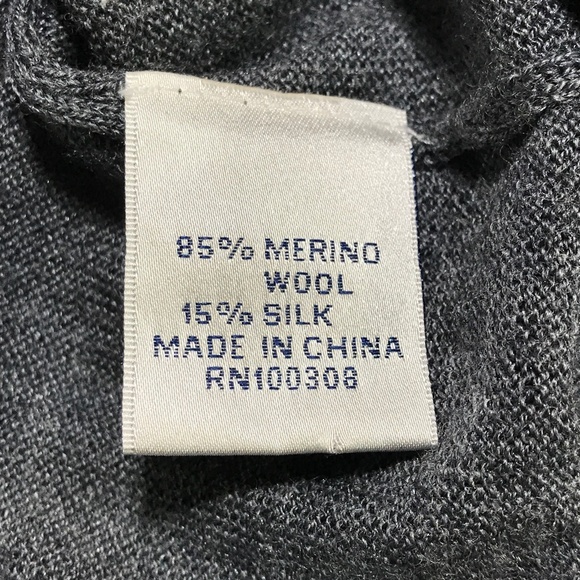 85% MERINO
WOOL
15% SILK
MADE IN CHINA
RN100308